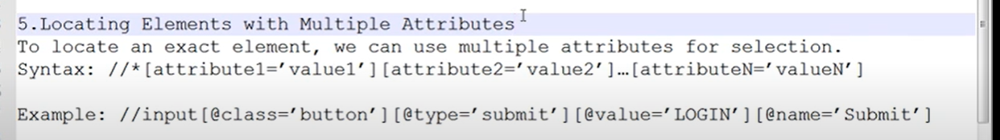 5.Locating Elements with Multiple Attributes
To locate an exact element, we can use multiple attributes for selection.
Syntax: //*[attribute1=’value1’][attribute2=’value2’]…[attributeN=’valueN’]
Example: //input[@class=’button’][@type=’submit’][@value=’LOGIN’][@name=’Submit’]